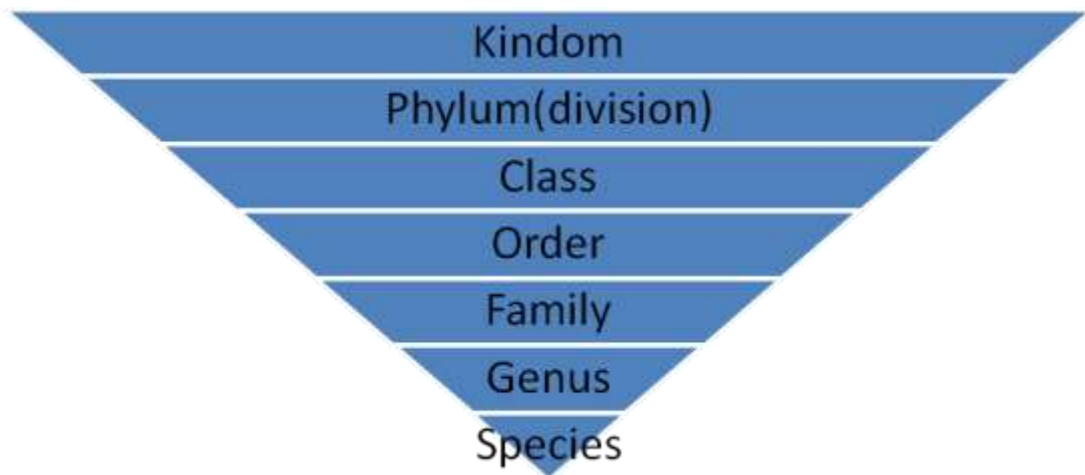 Kindom
Phylum(division)
Class
Order
Family
Genus
Species